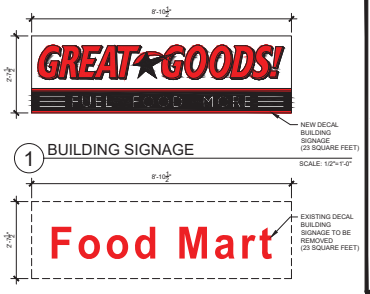 8'-10½"
2'-7½"
GREAT GOODS!
FUEL FOOD MORE
NEW DECAL
BUILDING
SIGNAGE
(23 SQUARE FEET)
1 BUILDING SIGNAGE
SCALE: 1/2"=1'-0"
8'-10½"
2'-7½"
Food Mart
EXISTING DECAL
BUILDING
SIGNAGE TO BE
REMOVED
(23 SQUARE FEET)